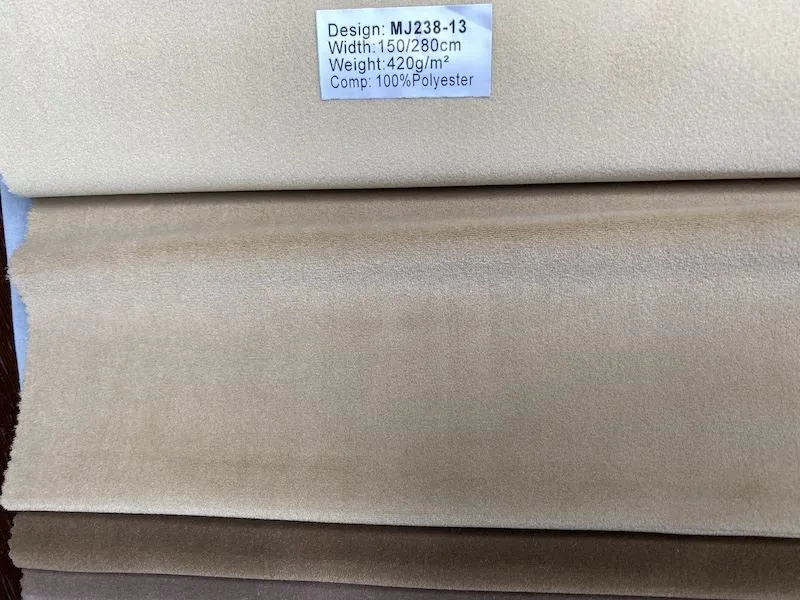 Design: MJ238-13
Width:150/280cm
Weight:420g/m²
Comp: 100%Polyester